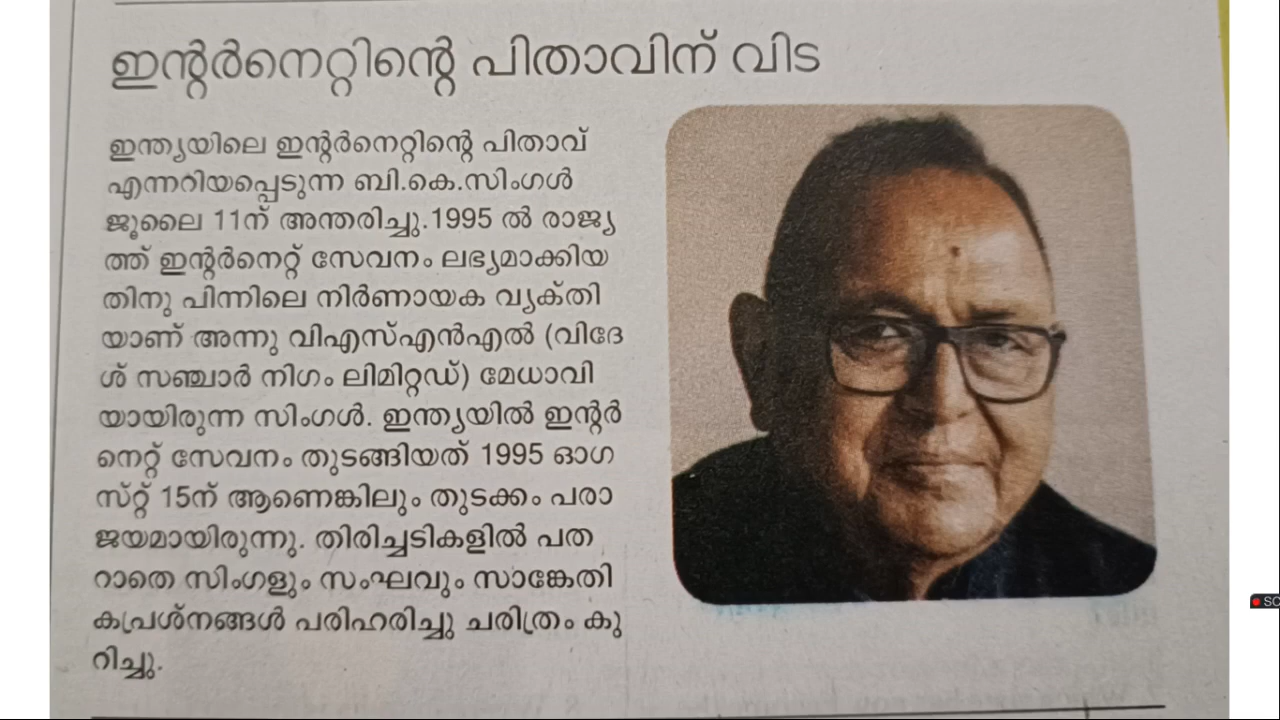 ഇന്റർനെറ്റിന്റെ പിതാവിന് വിട
ഇന്ത്യയിലെ ഇന്റർനെറ്റിന്റെ പിതാവ്
എന്നറിയപ്പെടുന്ന ബി.കെ.സിംഗൾ
ജൂലൈ 11ന് അന്തരിച്ചു.1995 ൽ രാജ്യ
ത്ത് ഇന്റർനെറ്റ് സേവനം ലഭ്യമാക്കിയ
തിനു പിന്നിലെ നിർണായക വ്യക്തി
യാണ് അന്നു വിഎസ്എൻഎൽ (വിദേ
ശ് സഞ്ചാർ നിഗം ലിമിറ്റഡ്) മേധാവി
യായിരുന്ന സിംഗൾ. ഇന്ത്യയിൽ ഇന്റർ
നെറ്റ് സേവനം തുടങ്ങിയത് 1995 ഓഗ
സ്റ്റ് 15ന് ആണെങ്കിലും തുടക്കം പരാ
ജയമായിരുന്നു. തിരിച്ചടികളിൽ പത
റാതെ സിംഗളും സംഘവും സാങ്കേതി
കപ്രശ്നങ്ങൾ പരിഹരിച്ചു ചരിത്രം കു
റിച്ചു.